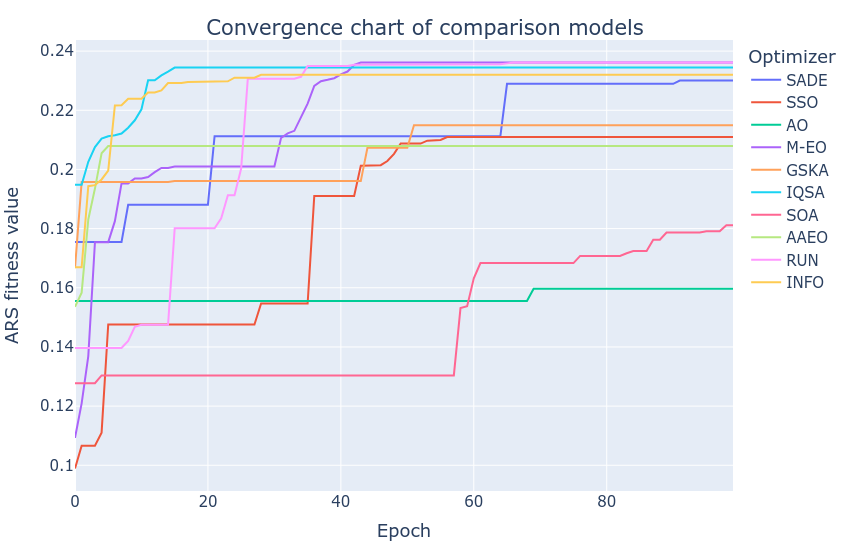 Convergence chart of comparison models
0.24
0.22
0.2
0.18
0.16
0.14
0.12
0.1
ARS fitness value
0
20
40
60
80
Epoch
Optimizer
SADE
SSO
AO
M-EO
GSKA
IQSA
SOA
AAEO
RUN
INFO